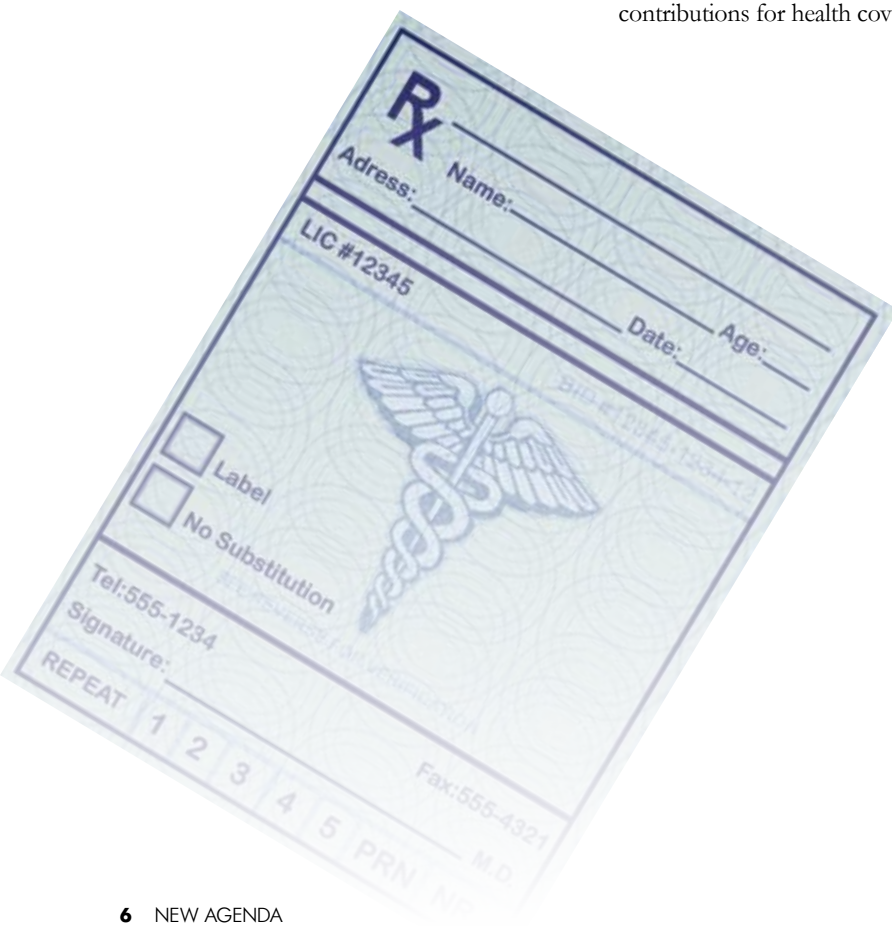 contributions for health cov
Rx
Name:
Adress:
Age:
Date:
LIC #12345
Label
No Substitution
Tel:555-1234
Signature:
Fax:555-4321
M.D.
REPEAT 1 2 3 4 5 PRN NR
6 NEW AGENDA